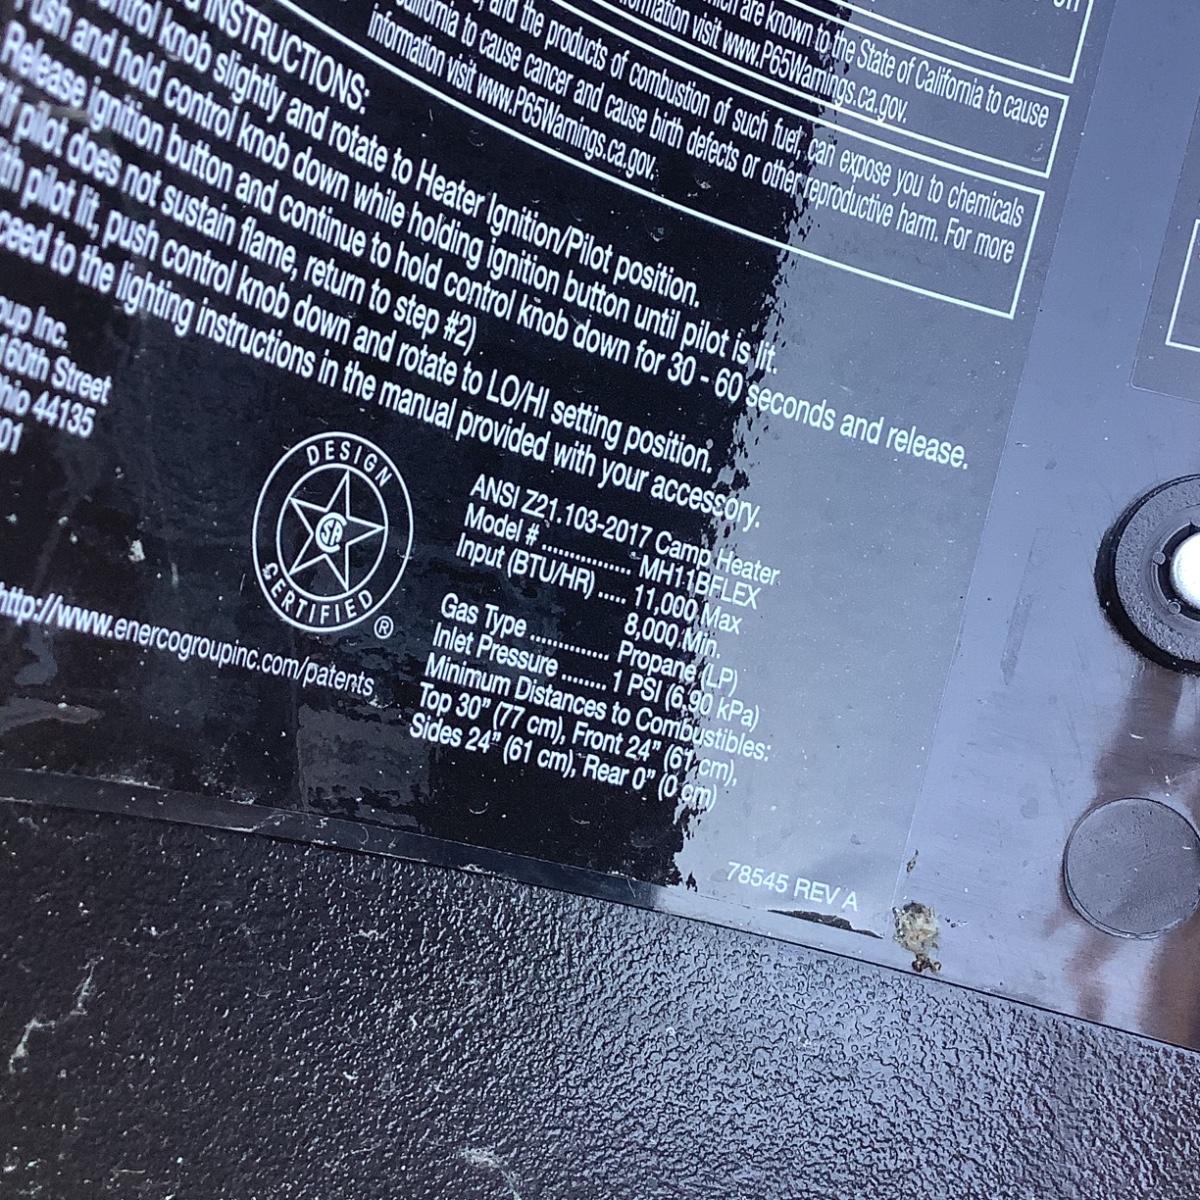 are known to the State of California to cause
information visit www.P65Warnings.ca.gov.
and the products of combustion of such fuel, can expose you to chemicals
California to cause cancer and cause birth defects or other reproductive harm. For more
information visit www.P65Warnings.ca.gov.
INSTRUCTIONS:
control knob slightly and rotate to Heater Ignition/Pilot position.
Push and hold control knob down while holding ignition button until pilot is lit.
Release ignition button and continue to hold control knob down for 30 - 60 seconds and release.
(If pilot does not sustain flame, return to step #2)
pilot lit, push control knob down and rotate to LO/HI setting position.
to the lighting instructions in the manual provided with your accessory.
Inc.
160th Street
44135
DESIGN
CERTIFIED
®
http://www.enercogroupinc.com/patents
ANSI Z21.103-2017 Camp Heater
Model # ............... MH11BFLEX
Input (BTU/HR) ..... 11,000 Max
8,000 Min.
Gas Type .............. Propane (LP)
Inlet Pressure ........ 1 PSI (6.90 kPa)
Minimum Distances to Combustibles:
Top 30" (77 cm), Front 24" (61 cm),
Sides 24" (61 cm), Rear 0" (0 cm)
78545 REV A